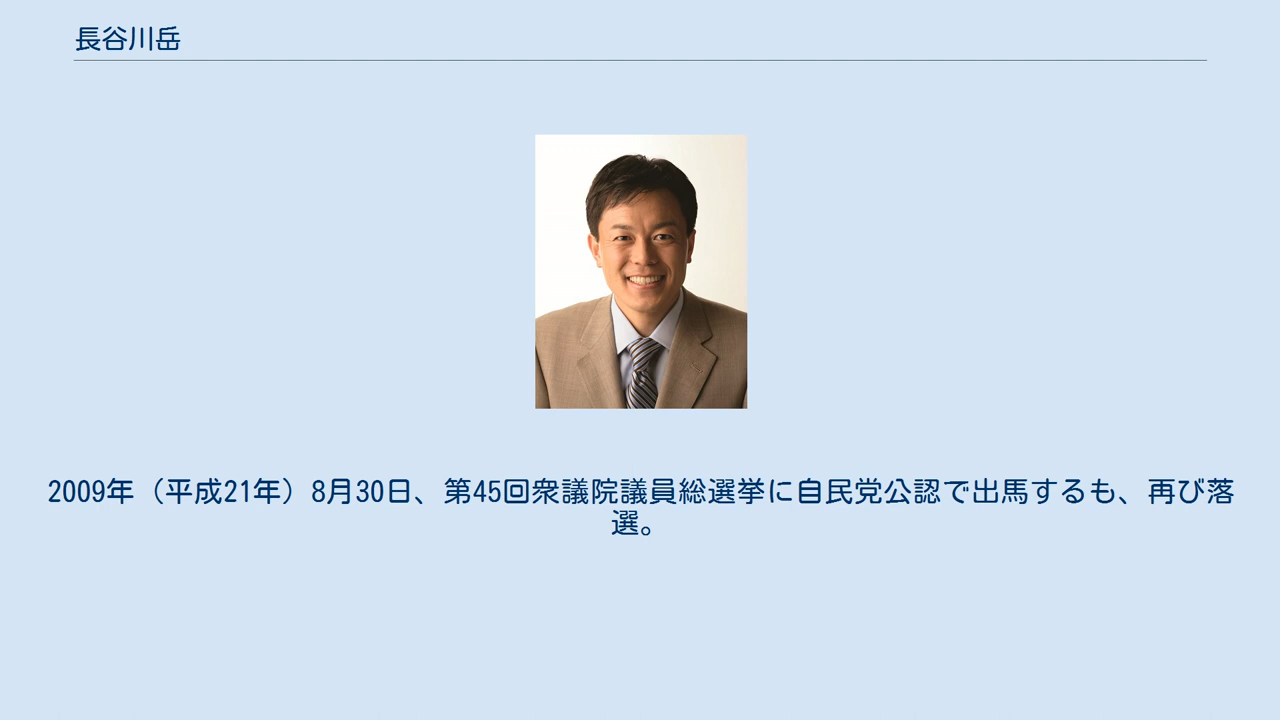 長谷川岳
2009年（平成21年）8月30日、第45回衆議院議員総選挙に自民党公認で出馬するも、再び落
選。